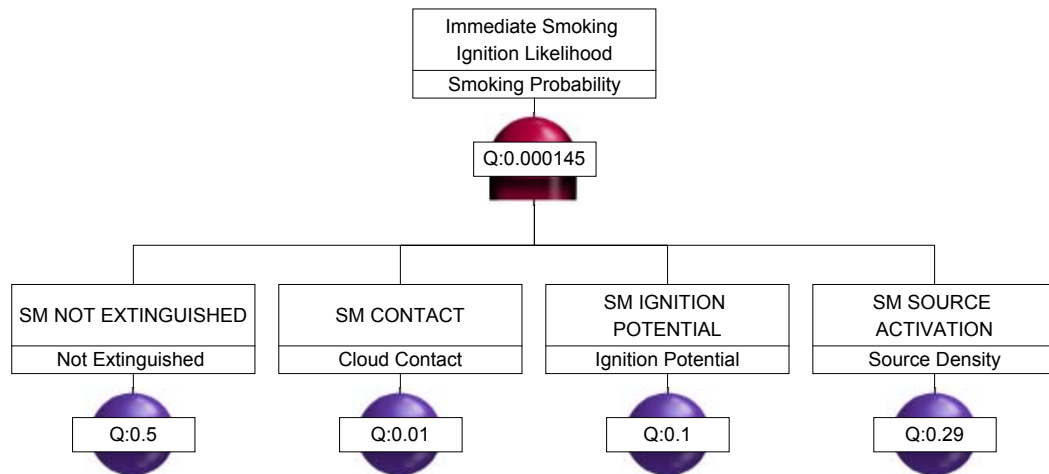 Immediate Smoking
Ignition Likelihood
Smoking Probability
Q:0.000145
SM NOT EXTINGUISHED
Not Extinguished
Q:0.5
SM CONTACT
Cloud Contact
Q:0.01
SM IGNITION
POTENTIAL
Ignition Potential
Q:0.1
SM SOURCE
ACTIVATION
Source Density
Q:0.29